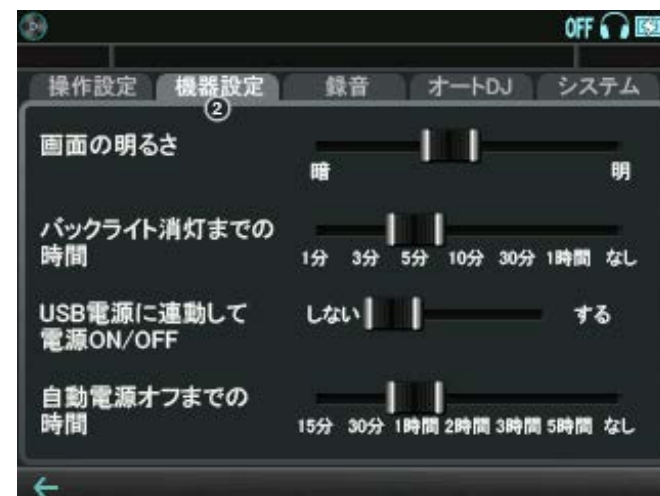 OFF
操作設定 機器設定 録音 オートDJ システム
②
画面の明るさ
暗 明
バックライト消灯までの
時間
1分 3分 5分 10分 30分 1時間 なし
USB電源に連動して
電源ON/OFF
しない する
自動電源オフまでの
時間
15分 30分 1時間 2時間 3時間 5時間 なし